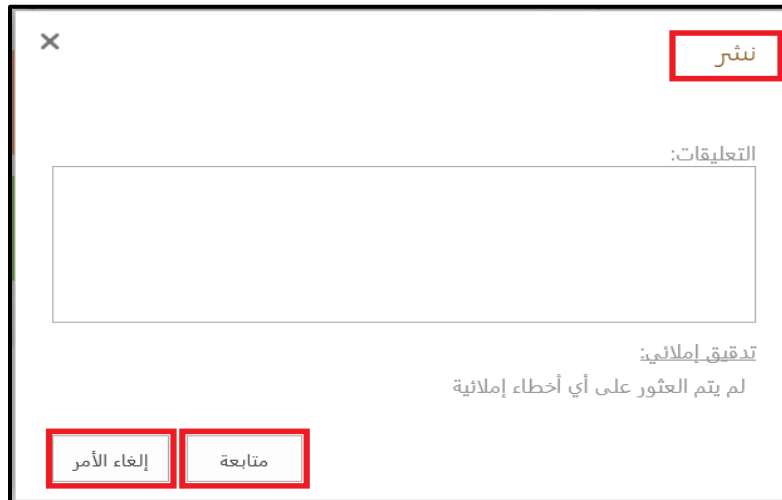 نشر
التعليقات:
تدقيق إملائي:
لم يتم العثور على أي أخطاء إملائية
متابعة
إلغاء الأمر